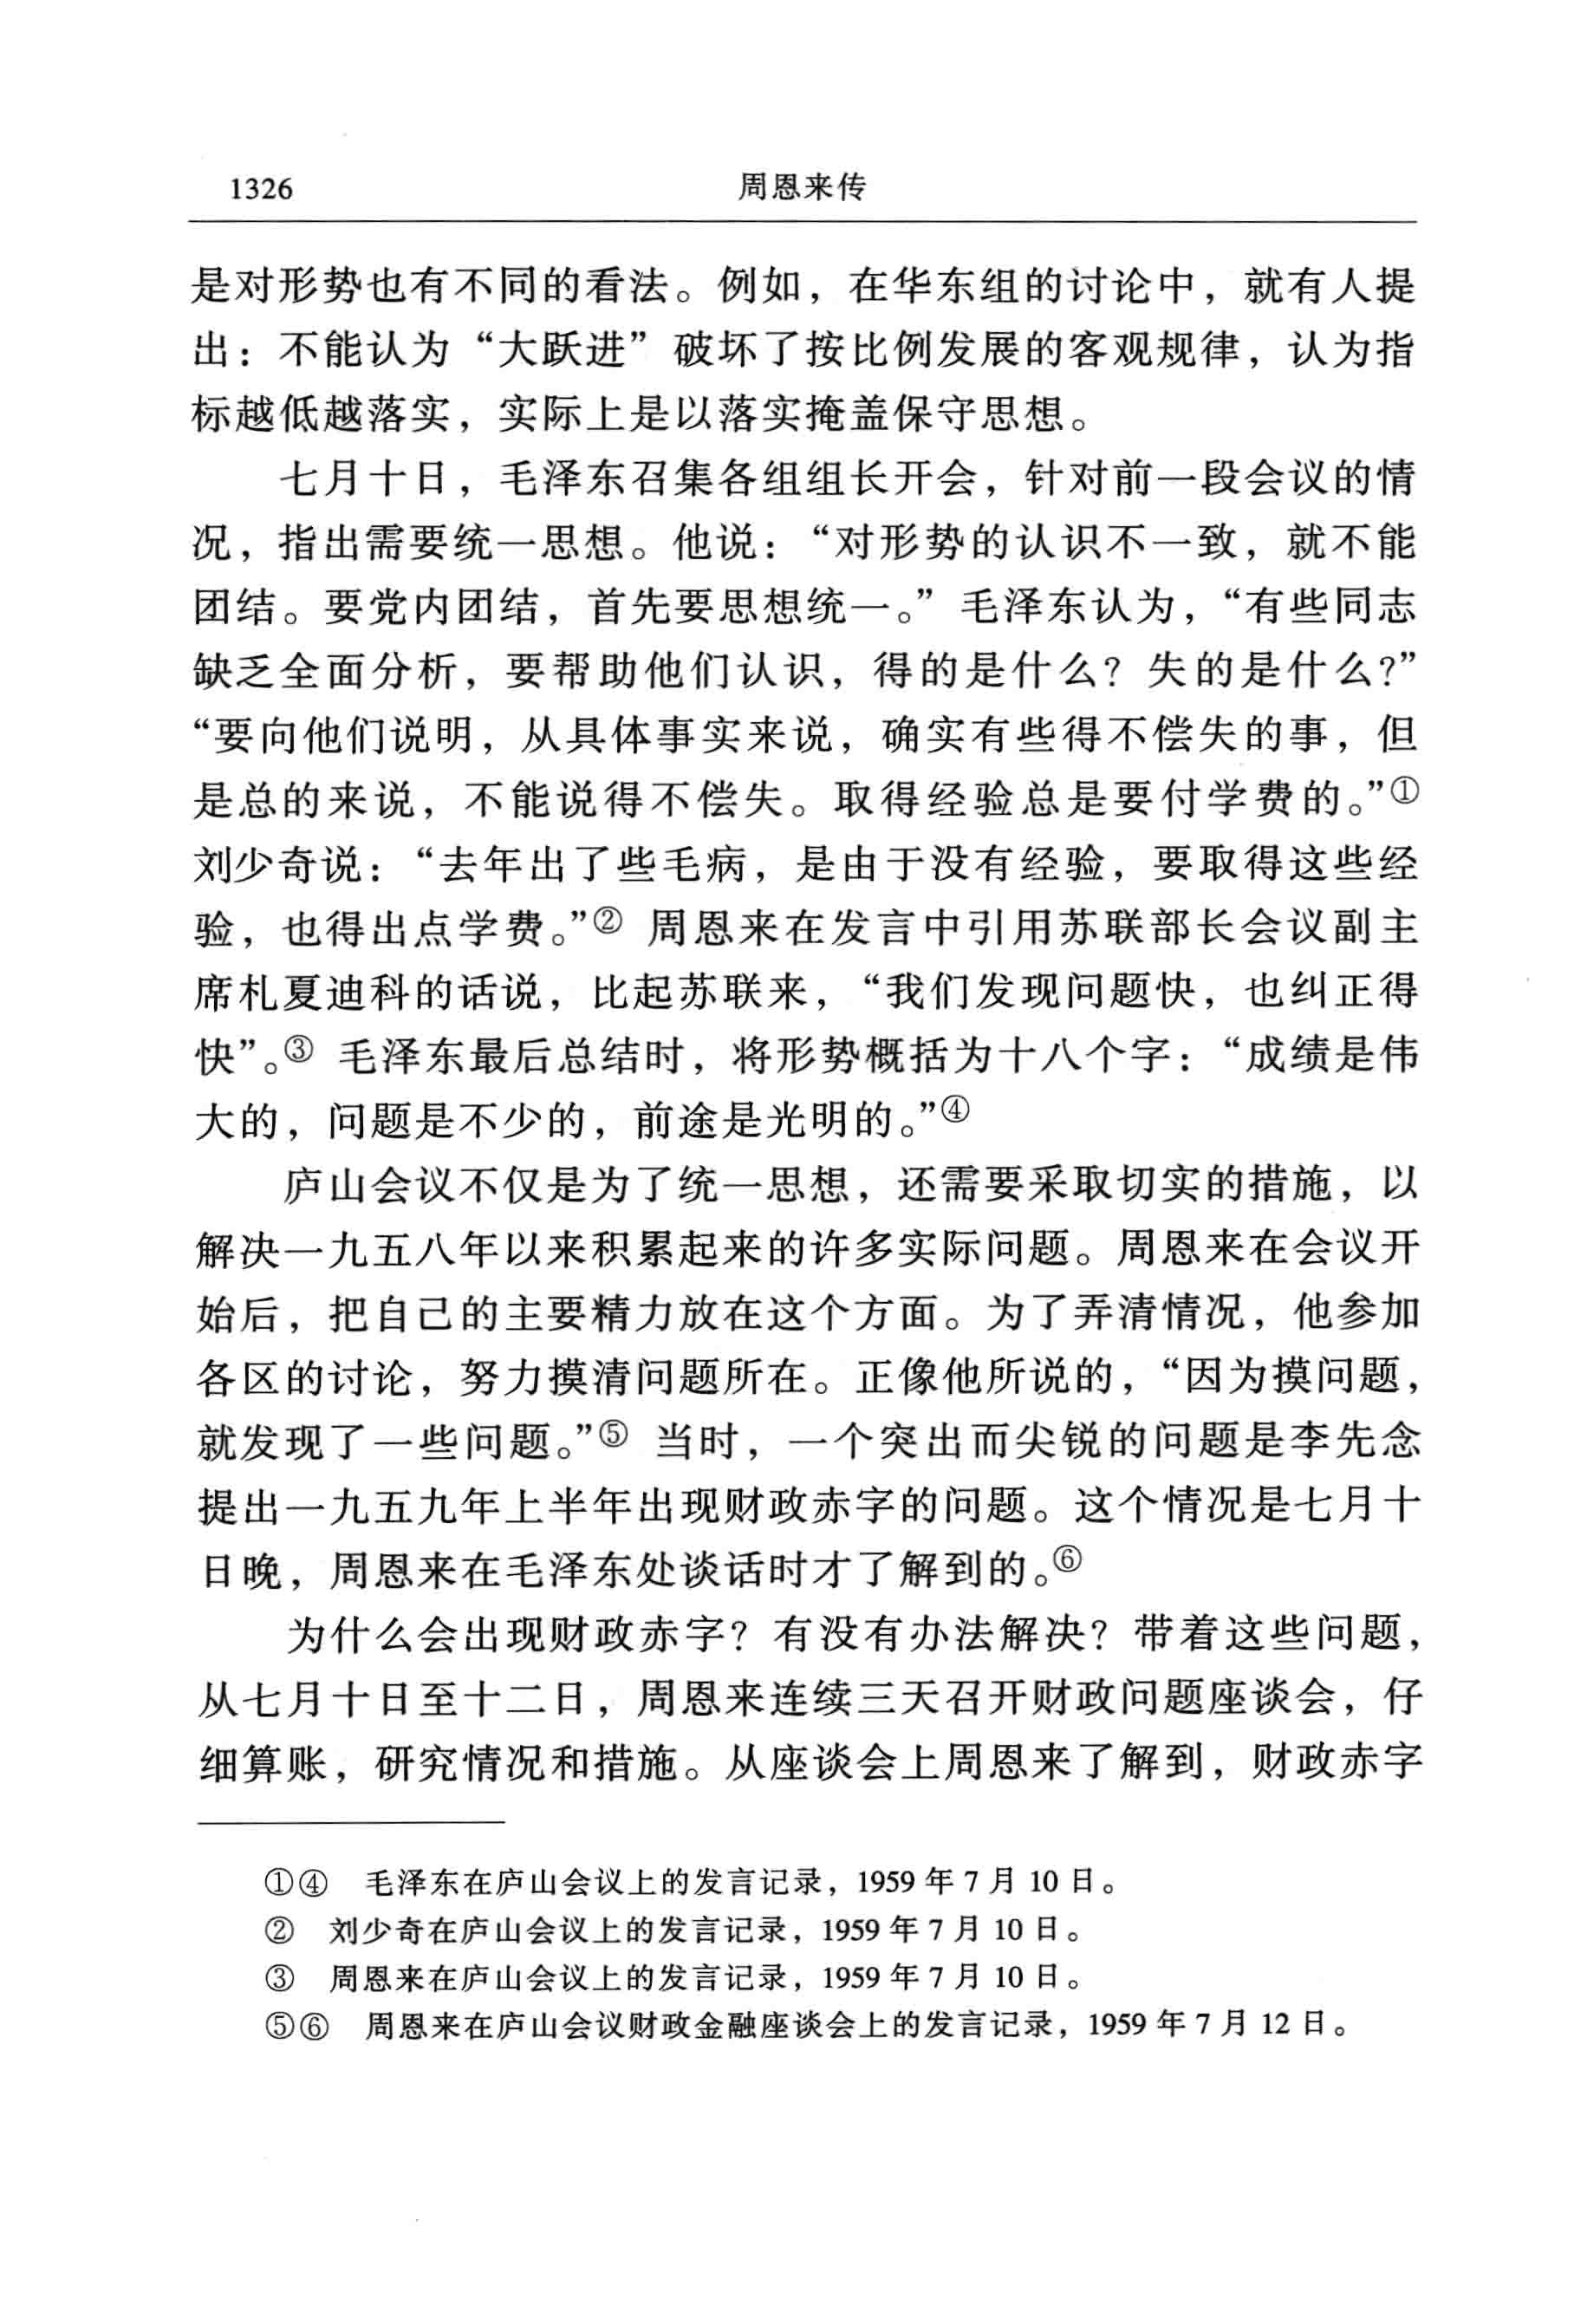 1326
周恩来传
是对形势也有不同的看法。例如，在华东组的讨论中，就有人提
出：不能认为“大跃进”破坏了按比例发展的客观规律，认为指
标越低越落实，实际上是以落实掩盖保守思想。
七月十日，毛泽东召集各组组长开会，针对前一段会议的情
况，指出需要统一思想。他说：“对形势的认识不一致，就不能
团结。要党内团结，首先要思想统一。”毛泽东认为，“有些同志
缺乏全面分析，要帮助他们认识，得的是什么？失的是什么？”
“要向他们说明，从具体事实来说，确实有些得不偿失的事，但
是总的来说，不能说得不偿失。取得经验总是要付学费的。”①
刘少奇说：“去年出了些毛病，是由于没有经验，要取得这些经
验，也得出点学费。”② 周恩来在发言中引用苏联部长会议副主
席札夏迪科的话说，比起苏联来，“我们发现问题快，也纠正得
快”。③ 毛泽东最后总结时，将形势概括为十八个字：“成绩是伟
大的，问题是不少的，前途是光明的。”④
庐山会议不仅是为了统一思想，还需要采取切实的措施，以
解决一九五八年以来积累起来的许多实际问题。周恩来在会议开
始后，把自己的主要精力放在这个方面。为了弄清情况，他参加
各区的讨论，努力摸清问题所在。正像他所说的，“因为摸问题，
就发现了一些问题。”⑤ 当时，一个突出而尖锐的问题是李先念
提出一九五九年上半年出现财政赤字的问题。这个情况是七月十
日晚，周恩来在毛泽东处谈话时才了解到的。⑥
为什么会出现财政赤字？有没有办法解决？带着这些问题，
从七月十日至十二日，周恩来连续三天召开财政问题座谈会，仔
细算账，研究情况和措施。从座谈会上周恩来了解到，财政赤字
①④ 毛泽东在庐山会议上的发言记录，1959 年 7 月 10 日。
② 刘少奇在庐山会议上的发言记录，1959 年 7 月 10 日。
③ 周恩来在庐山会议上的发言记录，1959 年 7 月 10 日。
⑤⑥ 周恩来在庐山会议财政金融座谈会上的发言记录，1959 年 7 月 12 日。